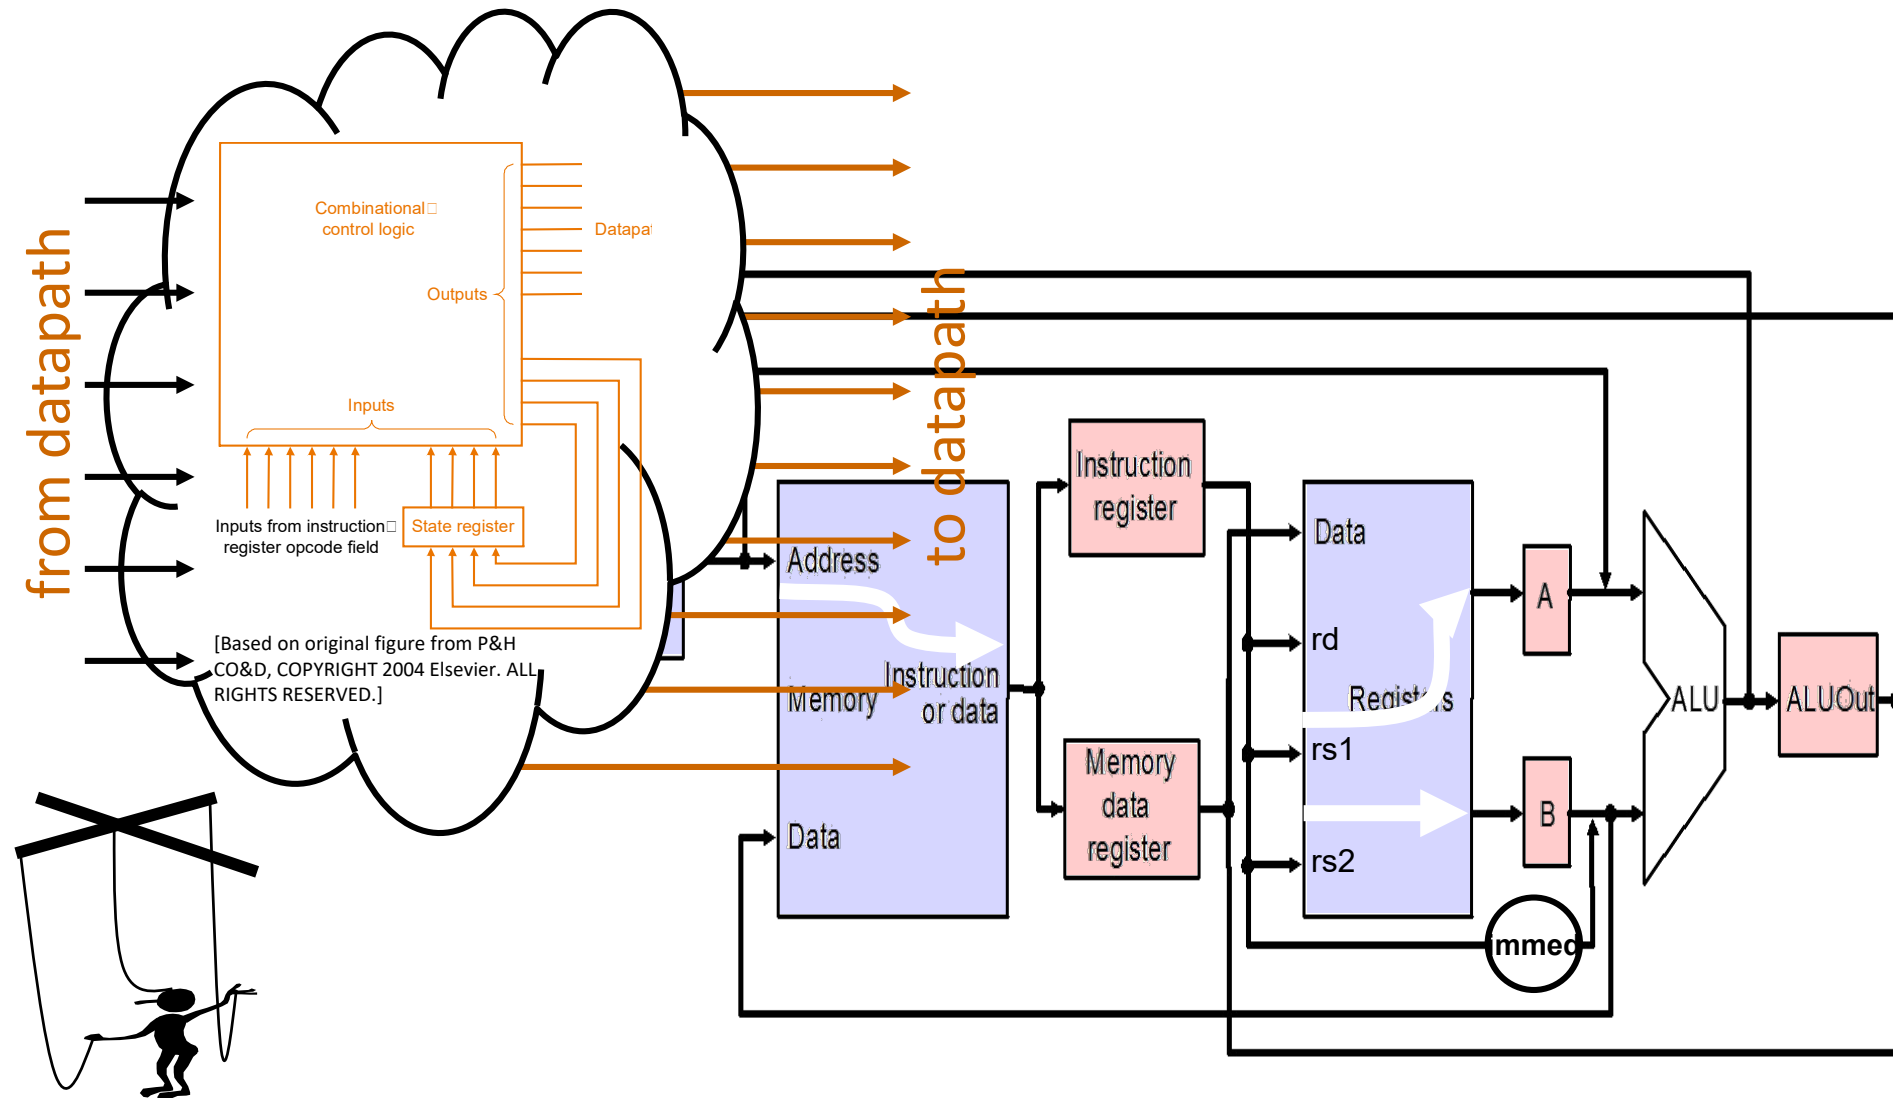 from datapath
Combinational
control logic
Datapat
Outputs
Inputs
Inputs from instruction
register opcode field
State register
[Based on original figure from P&H
CO&D, COPYRIGHT 2004 Elsevier. ALL
RIGHTS RESERVED.]
to datapath
Address
Memory
Instruction
or data
Data
Instruction
register
Memory
data
register
Data
rd
Registers
rs1
rs2
A
B
immed
ALU
ALUOut